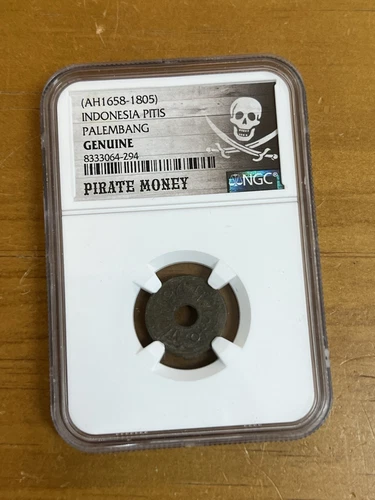 (AH1658-1805)
INDONESIA PITIS
PALEMBANG
GENUINE
8333064-294
NGC
PIRATE MONEY